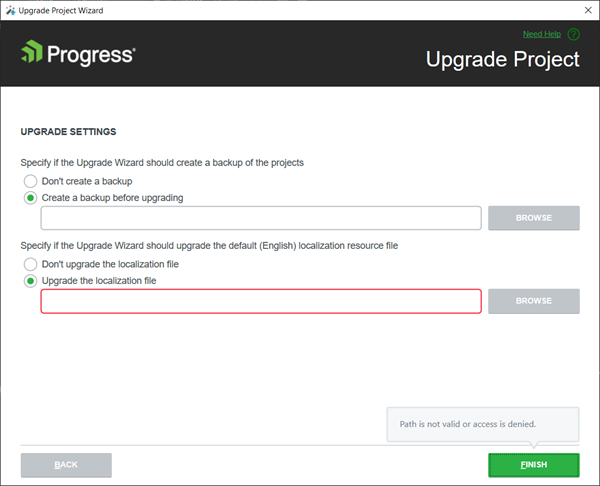 Upgrade Project Wizard
Need Help ?
Progress®
Upgrade Project
UPGRADE SETTINGS
Specify if the Upgrade Wizard should create a backup of the projects
Don't create a backup
Create a backup before upgrading
BROWSE
Specify if the Upgrade Wizard should upgrade the default (English) localization resource file
Don't upgrade the localization file
Upgrade the localization file
BROWSE
Path is not valid or access is denied.
BACK
FINISH